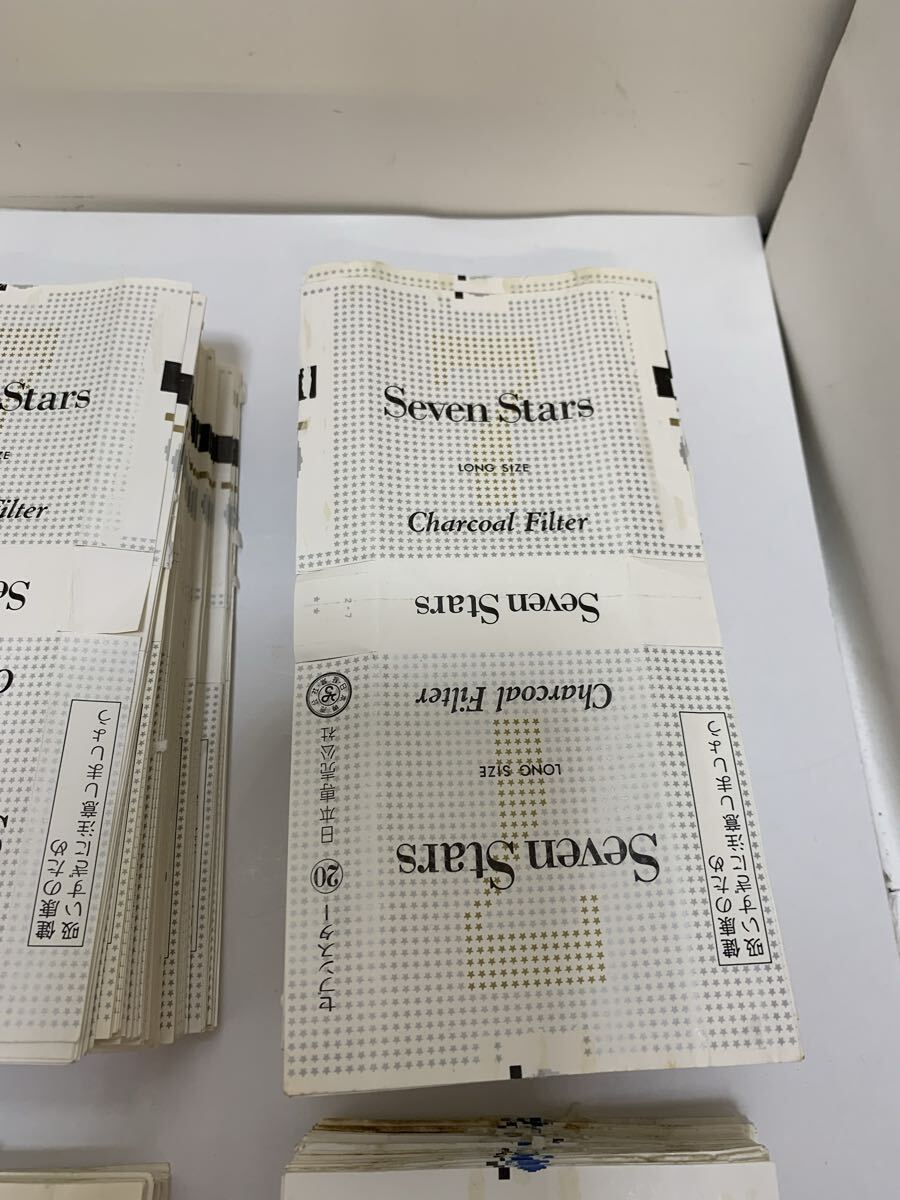 Stars
ZE
Filter
Se
C
S
健康のため
吸いすぎに注意しましょう
Seven Stars
LONG SIZE
Charcoal Filter
Seven Stars
2・7
Charcoal Filter
LONG SIZE
Seven Stars
セブンスター ⑳ 日本専売公社
健康のため
吸いすぎに注意しましょう